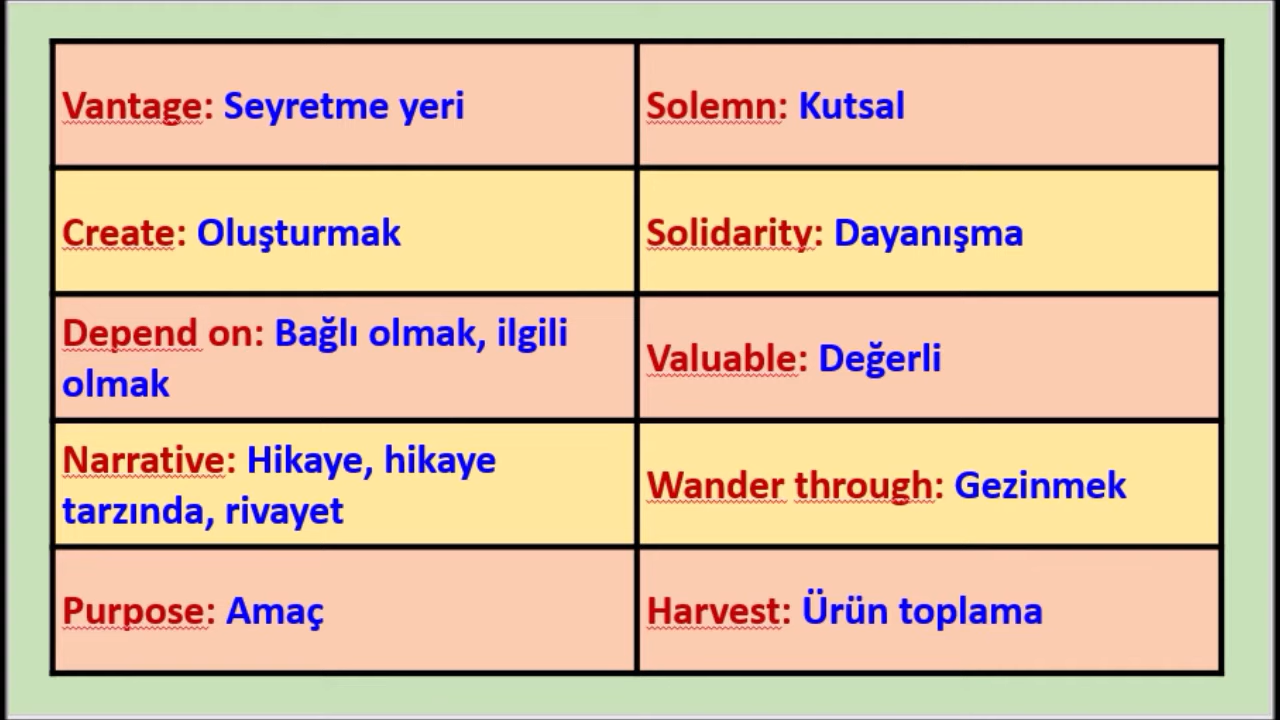 Vantage: Seyretme yeri
Solemn: Kutsal
Create: Oluşturmak
Solidarity: Dayanışma
Depend on: Bağlı olmak, ilgili
olmak
Valuable: Değerli
Narrative: Hikaye, hikaye
tarzında, rivayet
Wander through: Gezinmek
Purpose: Amaç
Harvest: Ürün toplama